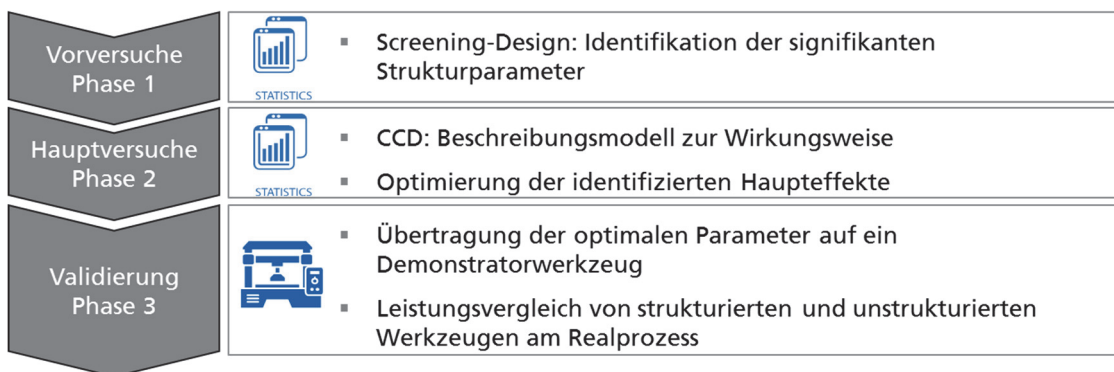 Vorversuche
Phase 1
STATISTICS
▪ Screening-Design: Identifikation der signifikanten
Strukturparameter
Hauptversuche
Phase 2
STATISTICS
▪ CCD: Beschreibungsmodell zur Wirkungsweise
▪ Optimierung der identifizierten Haupteffekte
Validierung
Phase 3
▪ Übertragung der optimalen Parameter auf ein
Demonstratorwerkzeug
▪ Leistungsvergleich von strukturierten und unstrukturierten
Werkzeugen am Realprozess